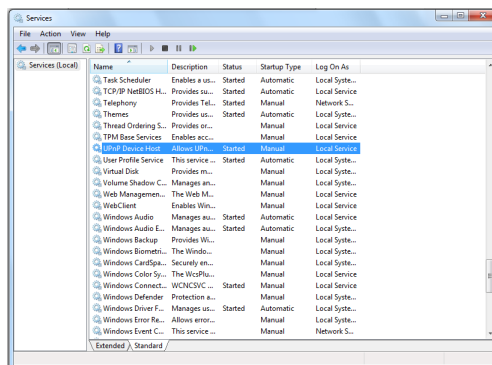 Services
File Action View Help
Services (Local)
Name Description Status Startup Type Log On As
Task Scheduler Enables a us... Started Automatic Local Syste...
TCP/IP NetBIOS H... Provides su... Started Automatic Local Service
Telephony Provides Tel... Started Manual Network S...
Themes Provides us... Started Automatic Local Syste...
Thread Ordering S... Provides or... Manual Local Service
TPM Base Services Enables acc... Manual Local Service
UPnP Device Host Allows UPn... Started Manual Local Service
User Profile Service This service ... Started Automatic Local Syste...
Virtual Disk Provides m... Manual Local Syste...
Volume Shadow C... Manages an... Manual Local Syste...
Web Managemen... The Web M... Manual Local Service
WebClient Enables Win... Manual Local Service
Windows Audio Manages au... Started Automatic Local Service
Windows Audio E... Manages au... Started Automatic Local Syste...
Windows Backup Provides Wi... Manual Local Syste...
Windows Biometri... The Windo... Manual Local Syste...
Windows CardSpa... Securely en... Manual Local Syste...
Windows Color Sy... The WcsPlu... Manual Local Service
Windows Connect... WCNCSVC ... Started Manual Local Service
Windows Defender Protection a... Manual Local Syste...
Windows Driver F... Manages us... Started Automatic Local Syste...
Windows Error Re... Allows error... Manual Local Syste...
Windows Event C... This service ... Manual Network S...
Extended Standard